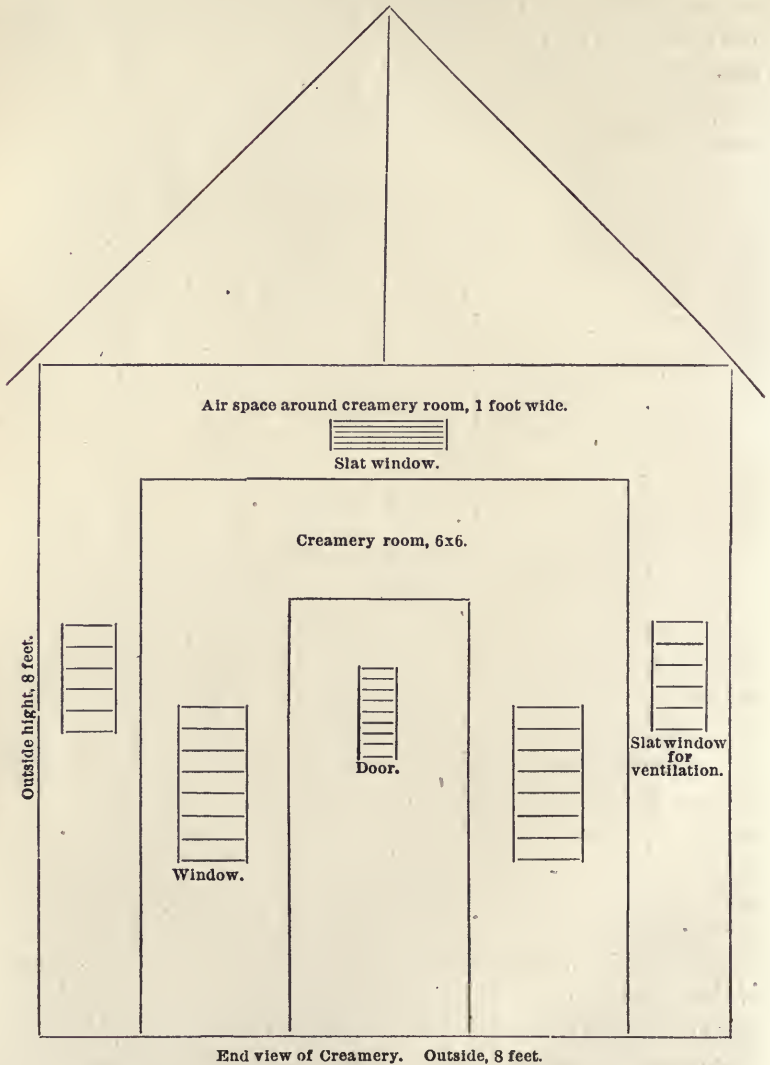 Air space around creamery room, 1 foot wide.
Slat window.
Creamery room, 6x6.
Outside hight, 8 feet.
Door.
Slat window
for
ventilation.
Window.
End view of Creamery. Outside, 8 feet.